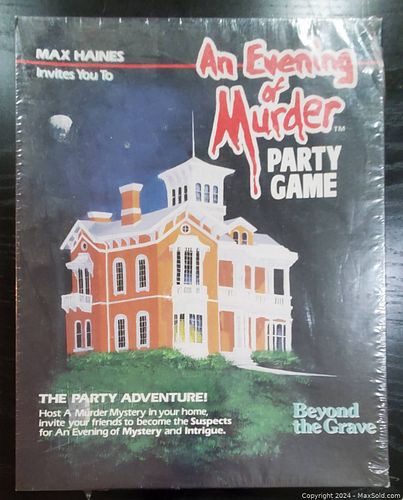 MAX HAINES
Invites You To
An Evening
of
Murder™
PARTY
GAME
THE PARTY ADVENTURE!
Host A Murder Mystery in your home,
invite your friends to become the Suspects
for An Evening of Mystery and Intrigue.
Beyond
the Grave
Copyright 2024 - MaxSold.com